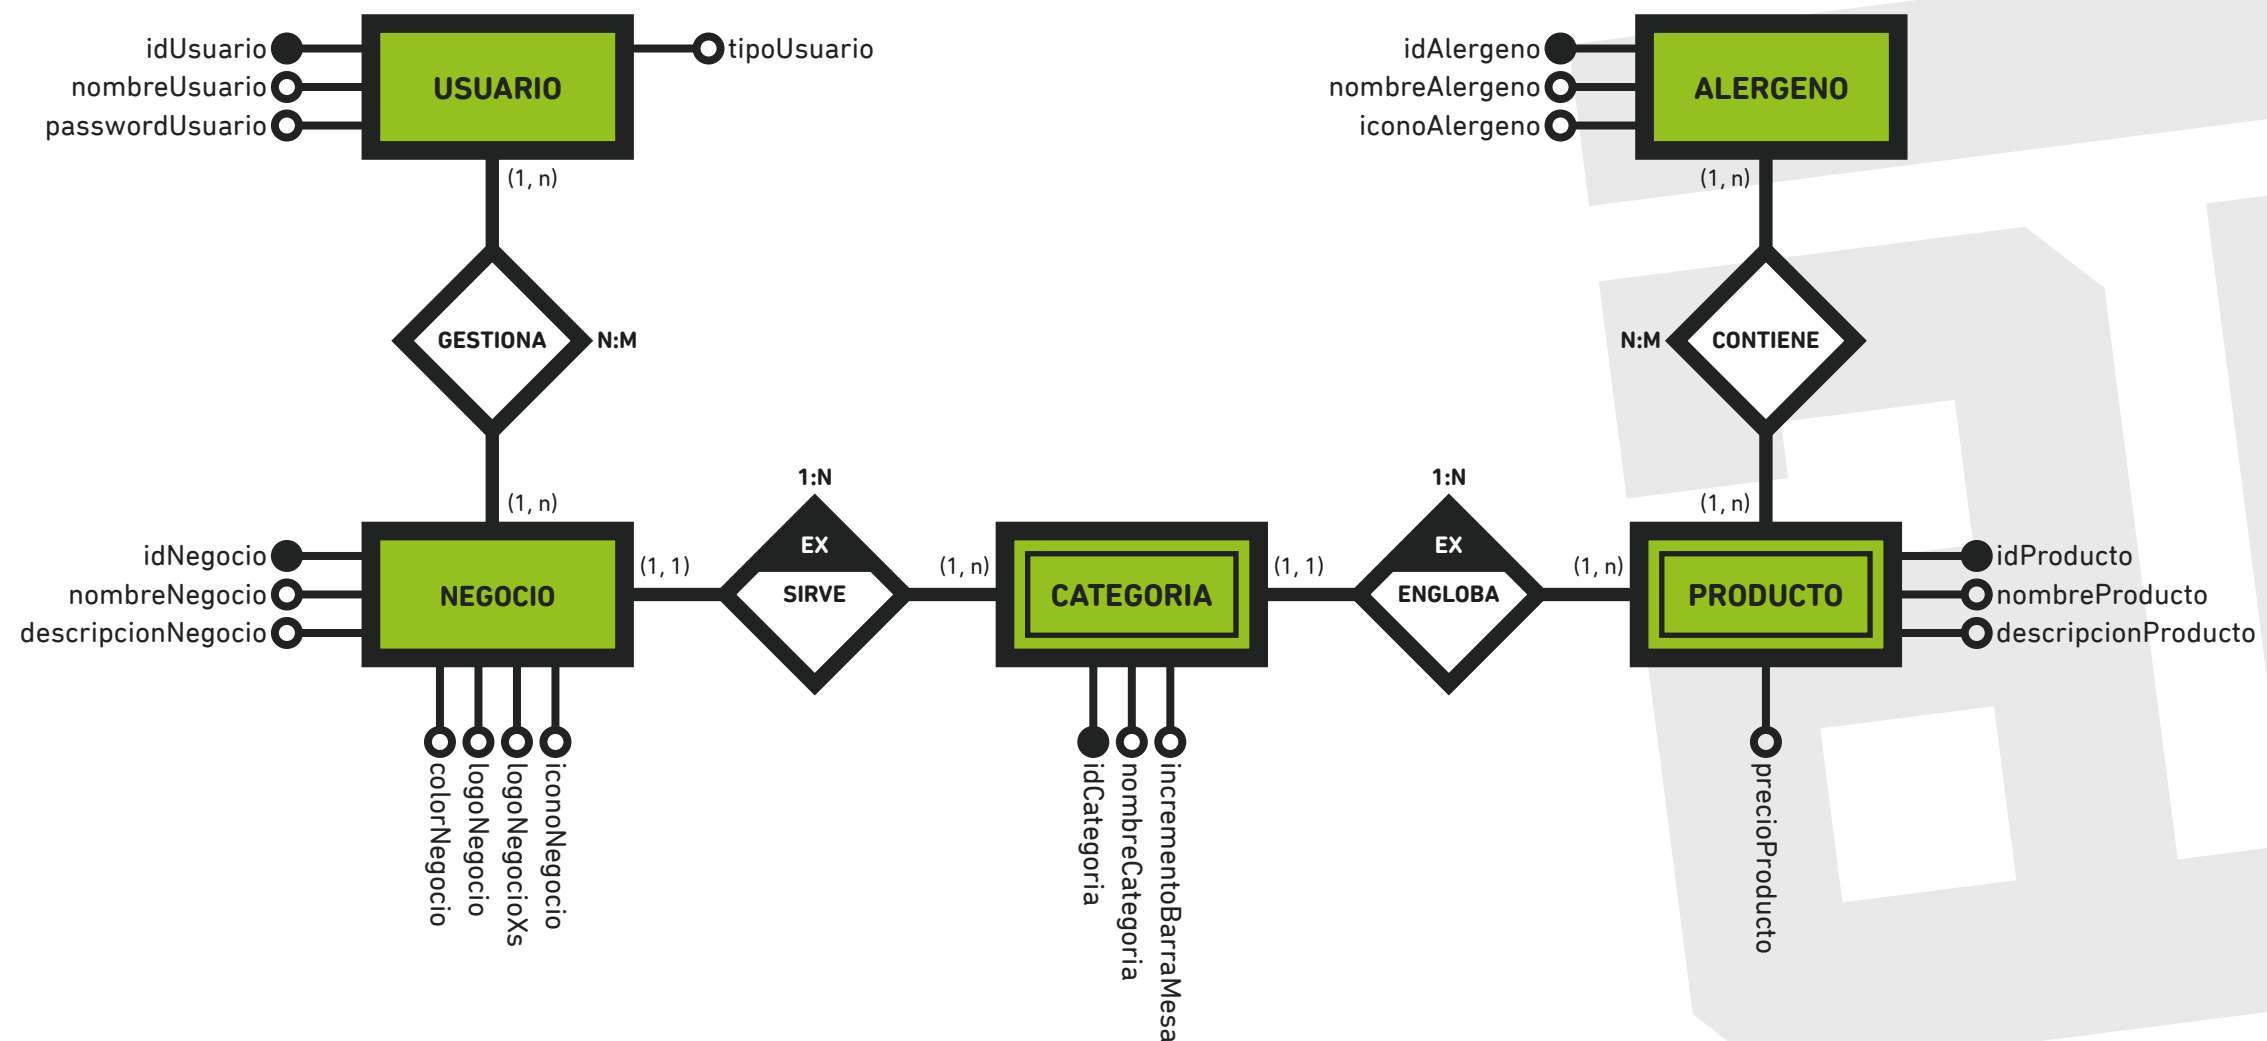 idUsuario
nombreUsuario
passwordUsuario
USUARIO
tipoUsuario
idAlergeno
nombreAlergeno
iconoAlergeno
ALERGENO
(1, n)
(1, n)
GESTIONA
N:M
N:M
CONTIENE
(1, n)
(1, n)
1:N
1:N
EX
SIRVE
EX
ENGLOBA
idNegocio
nombreNegocio
descripcionNegocio
NEGOCIO
(1, 1)
(1, n)
CATEGORIA
(1, 1)
(1, n)
PRODUCTO
idProducto
nombreProducto
descripcionProducto
colorNegocio
logoNegocio
logoNegocioXs
iconoNegocio
idCategoria
nombreCategoria
incrementoBarraMesa
precioProducto